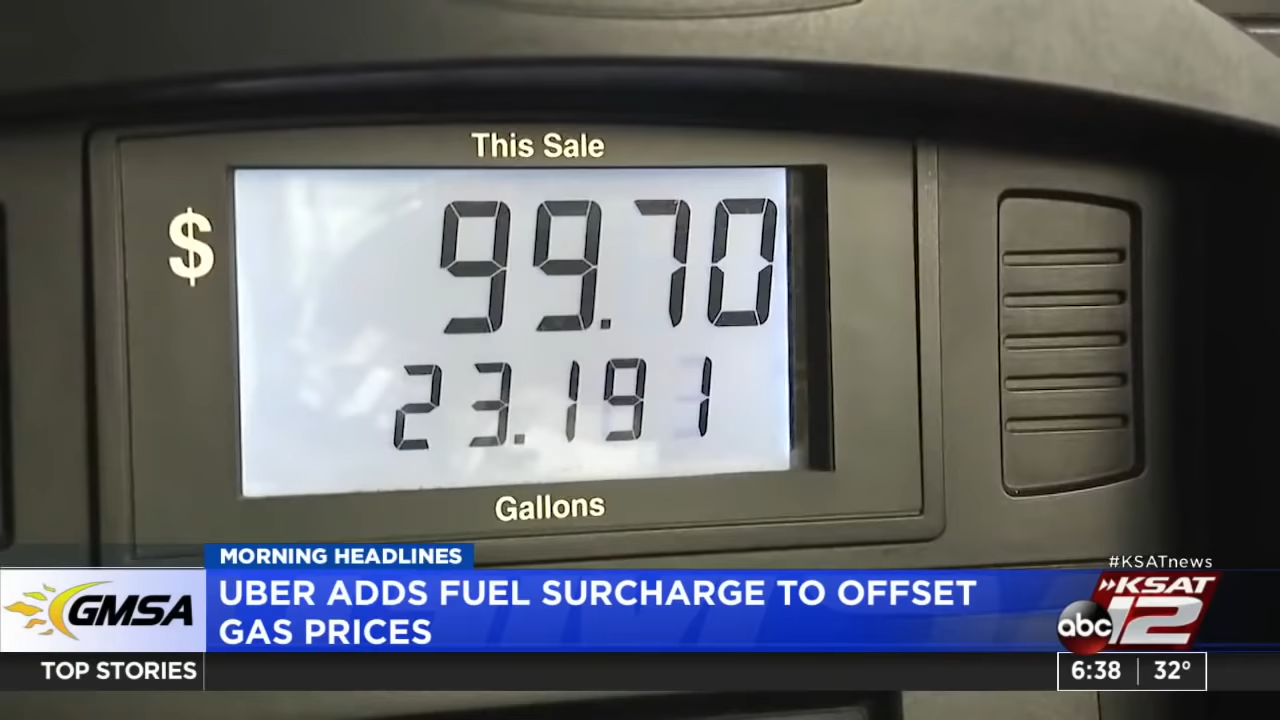 This Sale
$
99.70
23.191
Gallons
MORNING HEADLINES
#KSATnews
GMSA
UBER ADDS FUEL SURCHARGE TO OFFSET
GAS PRICES
KSAT
abc 12
TOP STORIES
6:38 32°